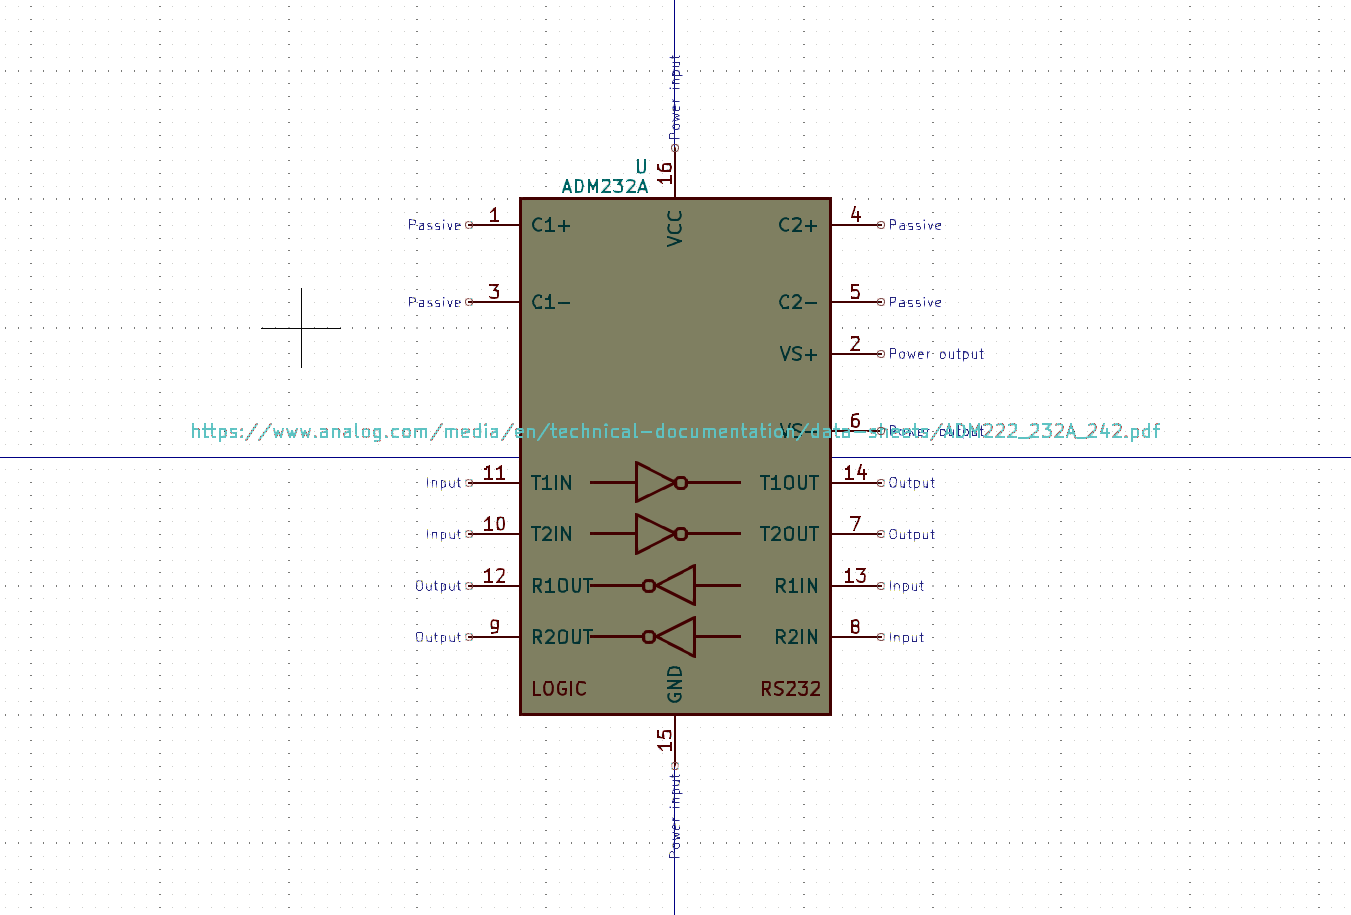 Power input
16
U
ADM232A
VCC
Passive 1 C1+ C2+ 4 Passive
Passive 3 C1- C2- 5 Passive
VS+ 2 Power output
VS- 6 Power output
https://www.analog.com/media/en/technical-documentation/data-sheets/ADM222_232A_242.pdf
Input 11 T1IN T1OUT 14 Output
Input 10 T2IN T2OUT 7 Output
Output 12 R1OUT R1IN 13 Input
Output 9 R2OUT R2IN 8 Input
LOGIC GND RS232
15
Power input